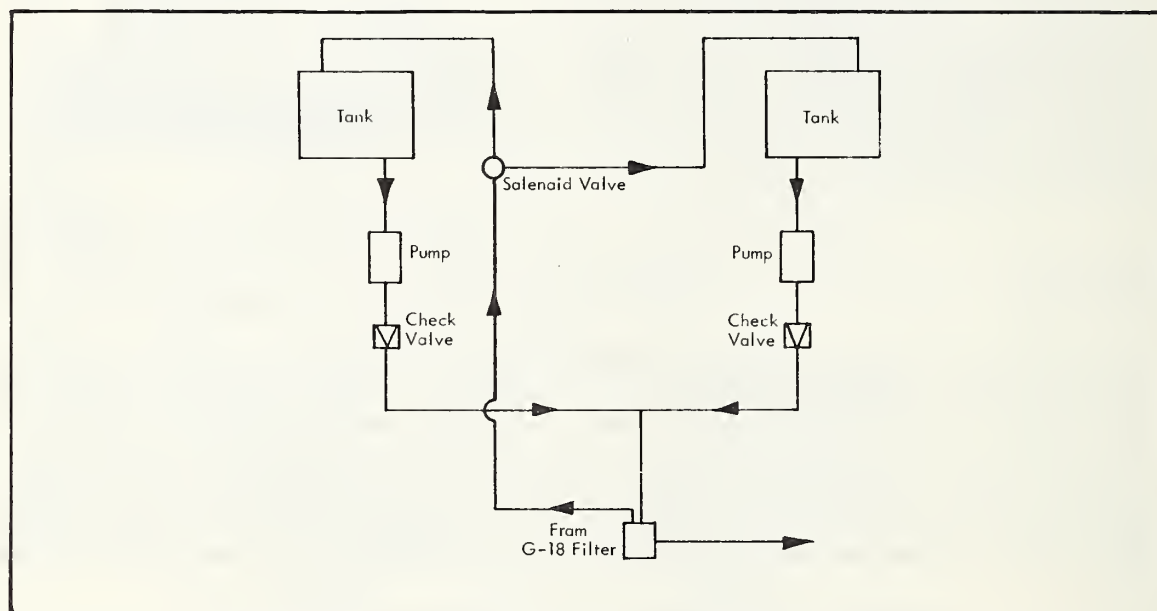 Tank
Tank
Salenaid Valve
Pump
Pump
Check
Valve
Check
Valve
Fram
G-18 Filter